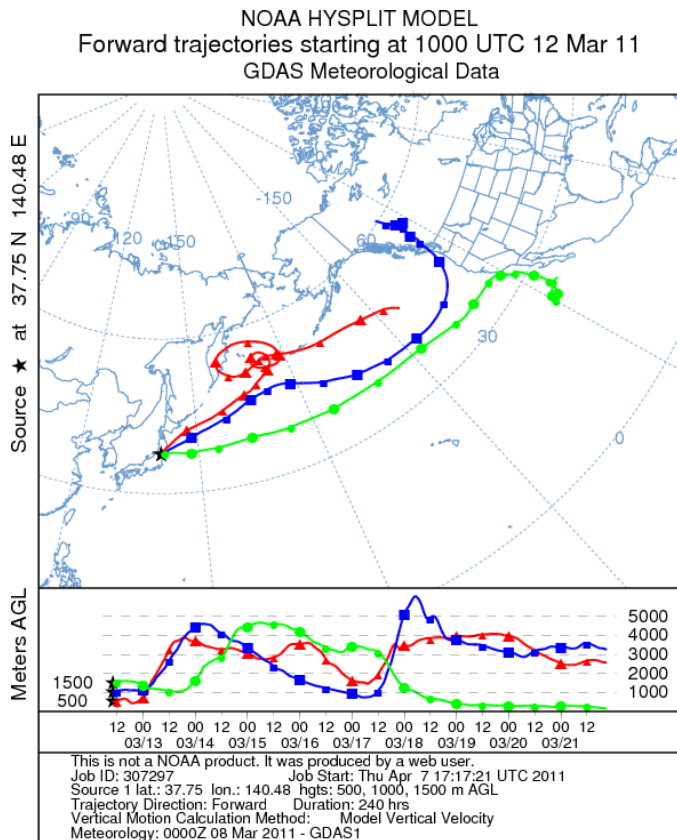 NOAA HYSPLIT MODEL
Forward trajectories starting at 1000 UTC 12 Mar 11
GDAS Meteorological Data
Source ★ at 37.75 N 140.48 E
90
120
150
-150
60
30
0
Meters AGL
1500
500
5000
4000
3000
2000
1000
12 00 12 00 12 00 12 00 12 00 12 00 12 00 12 00 12 00 12
03/13 03/14 03/15 03/16 03/17 03/18 03/19 03/20 03/21
This is not a NOAA product. It was produced by a web user.
Job ID: 307297 Job Start: Thu Apr 7 17:17:21 UTC 2011
Source 1 lat.: 37.75 lon.: 140.48 hgts: 500, 1000, 1500 m AGL
Trajectory Direction: Forward Duration: 240 hrs
Vertical Motion Calculation Method: Model Vertical Velocity
Meteorology: 0000Z 08 Mar 2011 - GDAS1